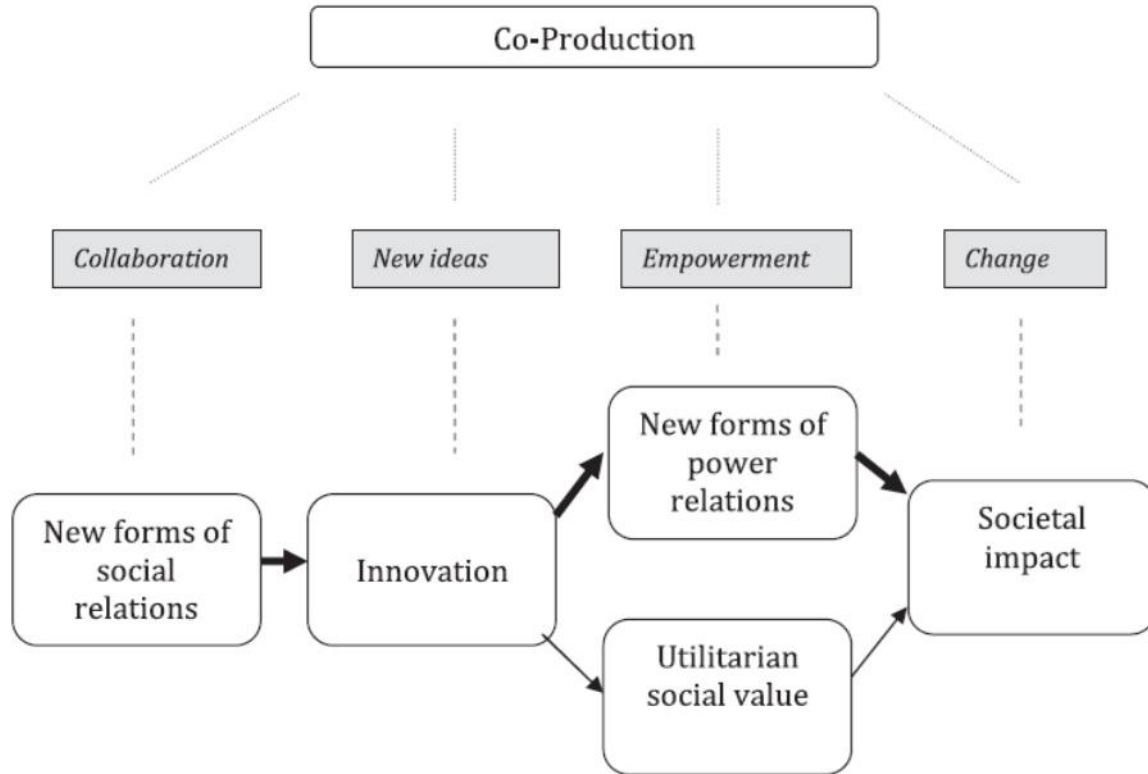 Co-Production
Collaboration
New ideas
Empowerment
Change
New forms of
social
relations
Innovation
New forms of
power
relations
Utilitarian
social value
Societal
impact